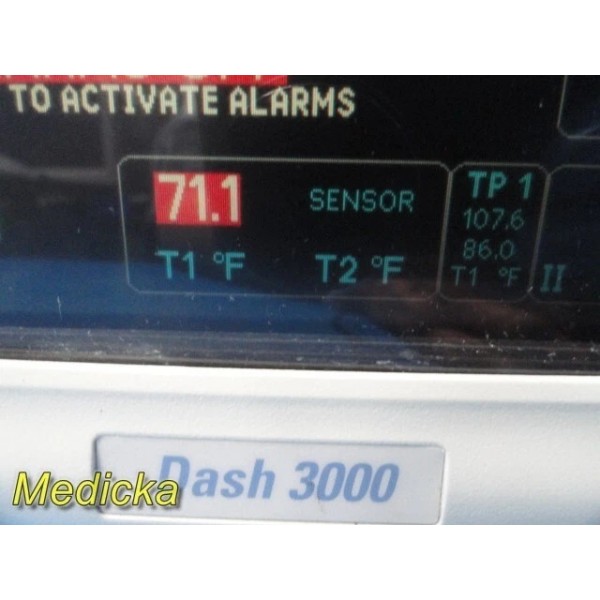 TO ACTIVATE ALARMS
71.1 SENSOR
T1 °F T2 °F
TP 1
107.6
86.0
T1 °F
II
Dash 3000
Medicka